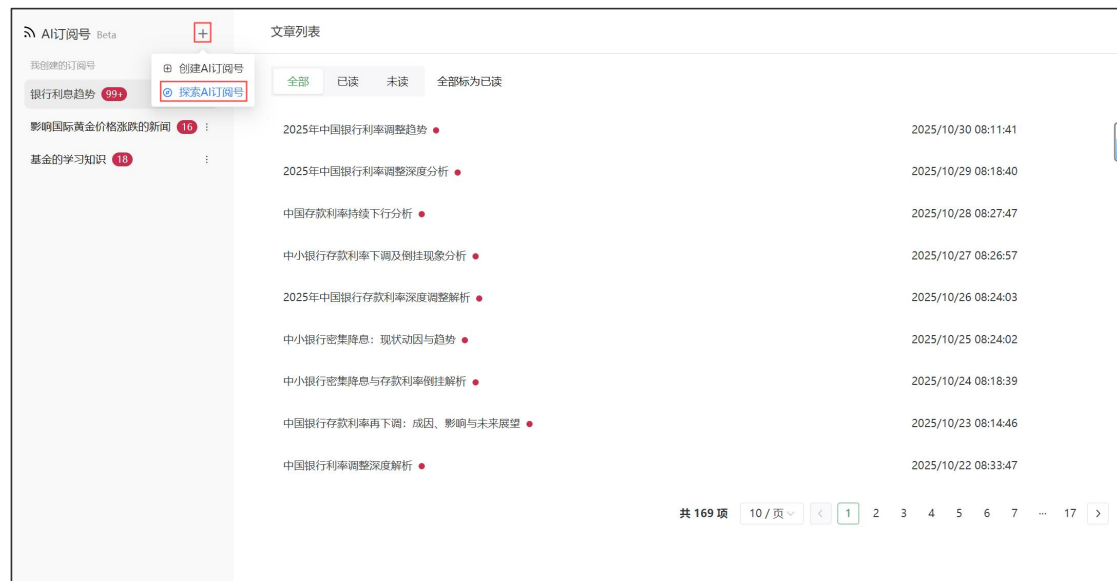 AI订阅号 Beta
+
我创建的订阅号
创建AI订阅号
探索AI订阅号
银行利息趋势 99+
影响国际黄金价格涨跌的新闻 16
基金的学习知识 18
文章列表
全部 已读 未读 全部标为已读
2025年中国银行利率调整趋势 2025/10/30 08:11:41
2025年中国银行利率调整深度分析 2025/10/29 08:18:40
中国存款利率持续下行分析 2025/10/28 08:27:47
中小银行存款利率下调及倒挂现象分析 2025/10/27 08:26:57
2025年中国银行存款利率深度调整解析 2025/10/26 08:24:03
中小银行密集降息：现状动因与趋势 2025/10/25 08:24:02
中小银行密集降息与存款利率倒挂解析 2025/10/24 08:18:39
中国银行存款利率再下调：成因、影响与未来展望 2025/10/23 08:14:46
中国银行利率调整深度解析 2025/10/22 08:33:47
共 169 项 10 / 页 < 1 2 3 4 5 6 7 ··· 17 >